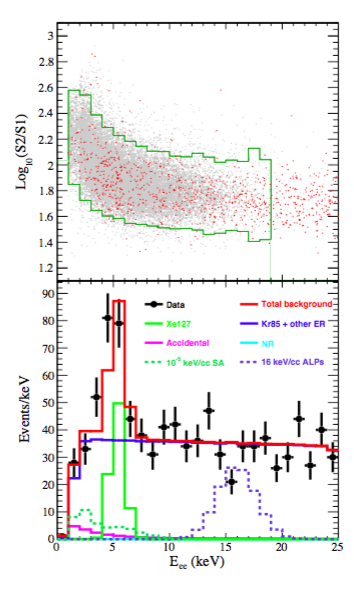 3
2.8
2.6
2.4
2.2
2
1.8
1.6
1.4
1.2
Log10(S2/S1)
90
80
70
60
50
40
30
20
10
0
Events/keV
Data Total background
Xe127 Kr85 + other ER
Accidental NR
keV/cc SA 16 keV/cc ALPs
0 5 10 15 20 25
Eee (keV)